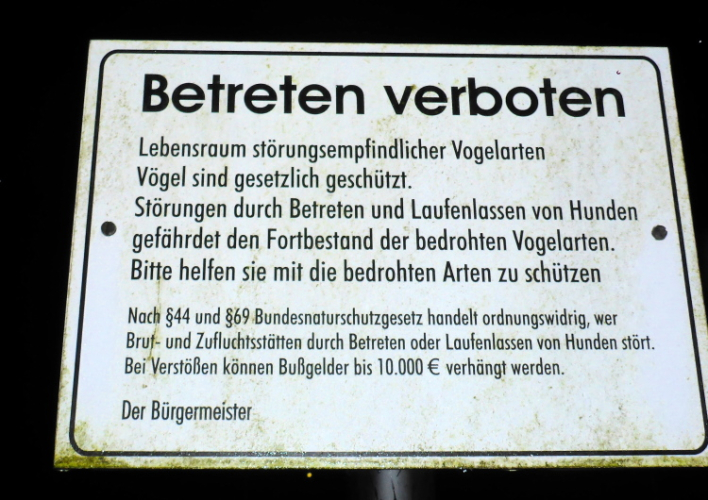 Betreten verboten
Lebensraum störungsempfindlicher Vogelarten
Vögel sind gesetzlich geschützt.
Störungen durch Betreten und Laufenlassen von Hunden
gefährdet den Fortbestand der bedrohten Vogelarten.
Bitte helfen sie mit die bedrohten Arten zu schützen
Nach §44 und §69 Bundesnaturschutzgesetz handelt ordnungswidrig, wer
Brut- und Zufluchtsstätten durch Betreten oder Laufenlassen von Hunden stört.
Bei Verstößen können Bußgelder bis 10.000 € verhängt werden.
Der Bürgermeister